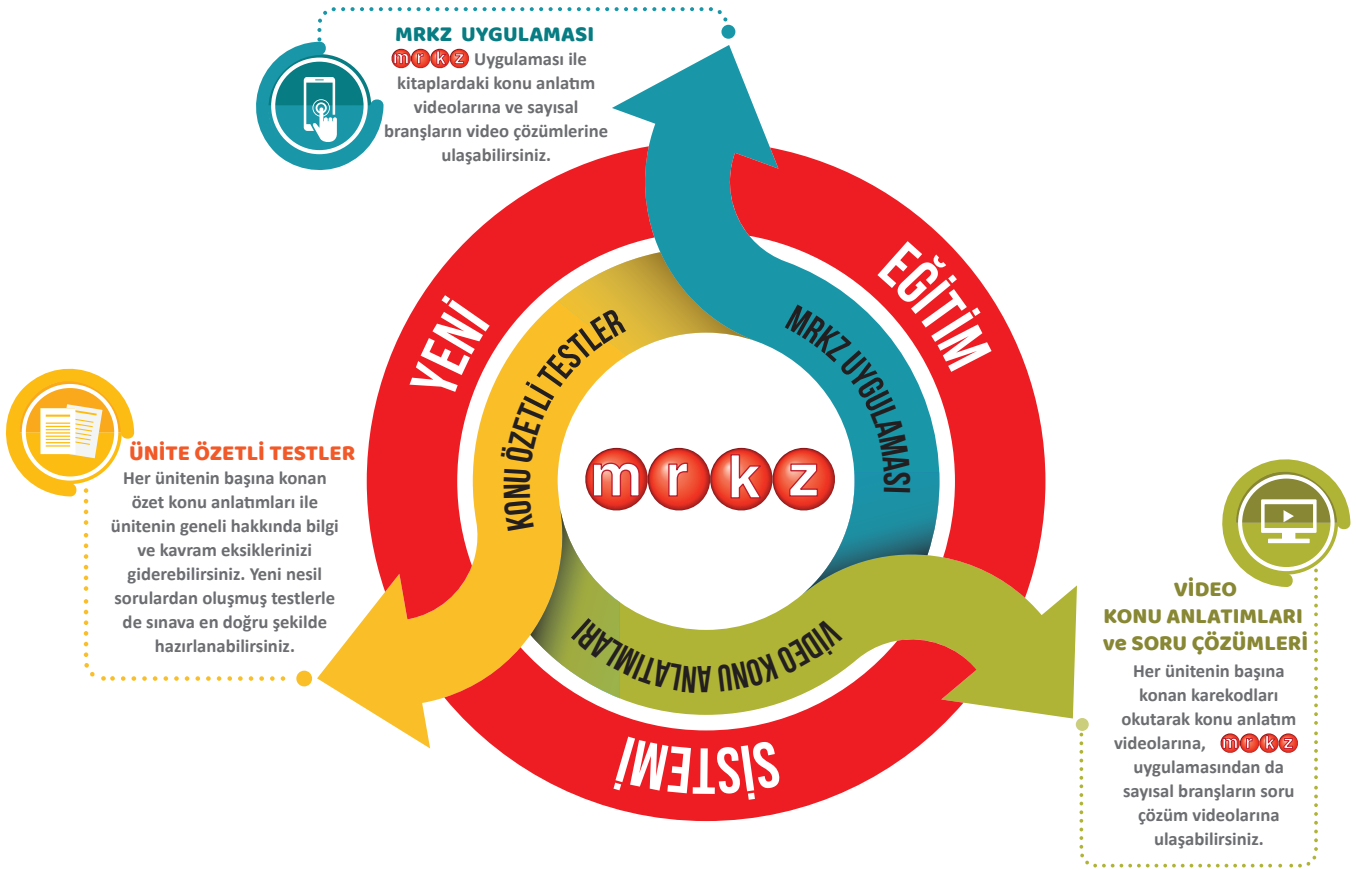 MRKZ UYGULAMASI
mrkz Uygulaması ile
kitaplardaki konu anlatım
videolarına ve sayısal
branşların video çözümlerine
ulaşabilirsiniz.
YENİ
EĞİTİM
SİSTEMİ
KONU ÖZETLİ TESTLER
MRKZ UYGULAMASI
VİDEO KONU ANLATIMLARI
mrkz
ÜNİTE ÖZETLİ TESTLER
Her ünitenin başına konan
özet konu anlatımları ile
ünitenin geneli hakkında bilgi
ve kavram eksiklerinizi
giderebilirsiniz. Yeni nesil
sorulardan oluşmuş testlerle
de sınava en doğru şekilde
hazırlanabilirsiniz.
VİDEO
KONU ANLATIMLARI
ve SORU ÇÖZÜMLERİ
Her ünitenin başına
konan karekodları
okutarak konu anlatım
videolarına, mrkz
uygulamasından da
sayısal branşların soru
çözüm videolarına
ulaşabilirsiniz.